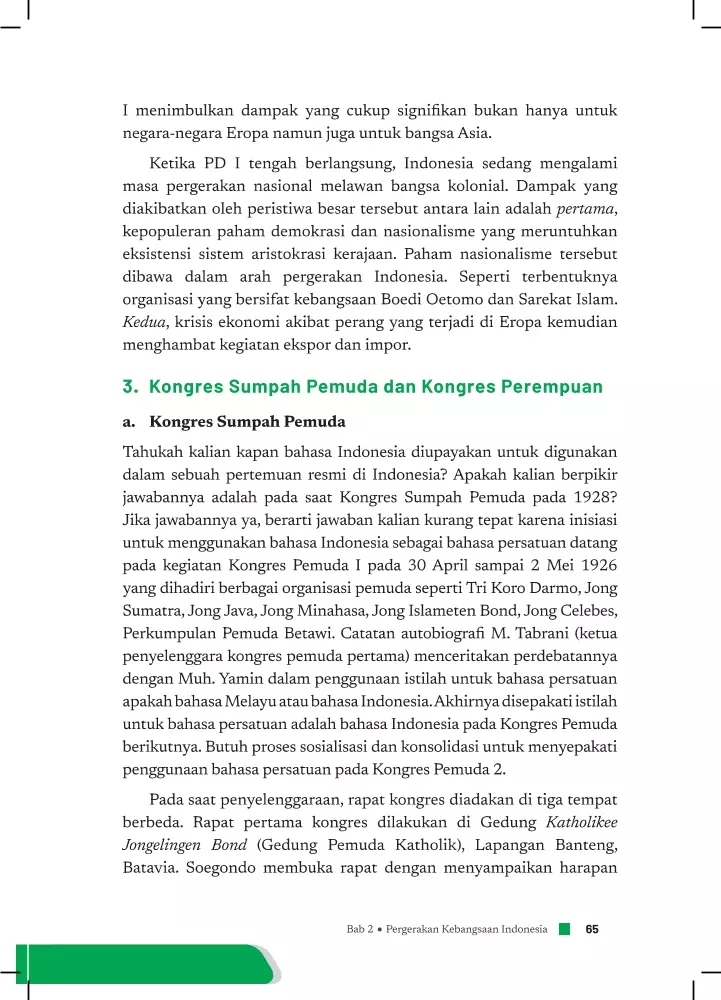 I menimbulkan dampak yang cukup signifikan bukan hanya untuk
negara-negara Eropa namun juga untuk bangsa Asia.
Ketika PD I tengah berlangsung, Indonesia sedang mengalami
masa pergerakan nasional melawan bangsa kolonial. Dampak yang
diakibatkan oleh peristiwa besar tersebut antara lain adalah pertama,
kepopuleran paham demokrasi dan nasionalisme yang meruntuhkan
eksistensi sistem aristokrasi kerajaan. Paham nasionalisme tersebut
dibawa dalam arah pergerakan Indonesia. Seperti terbentuknya
organisasi yang bersifat kebangsaan Boedi Oetomo dan Sarekat Islam.
Kedua, krisis ekonomi akibat perang yang terjadi di Eropa kemudian
menghambat kegiatan ekspor dan impor.
3. Kongres Sumpah Pemuda dan Kongres Perempuan
a. Kongres Sumpah Pemuda
Tahukah kalian kapan bahasa Indonesia diupayakan untuk digunakan
dalam sebuah pertemuan resmi di Indonesia? Apakah kalian berpikir
jawabannya adalah pada saat Kongres Sumpah Pemuda pada 1928?
Jika jawabannya ya, berarti jawaban kalian kurang tepat karena inisiasi
untuk menggunakan bahasa Indonesia sebagai bahasa persatuan datang
pada kegiatan Kongres Pemuda I pada 30 April sampai 2 Mei 1926
yang dihadiri berbagai organisasi pemuda seperti Tri Koro Darmo, Jong
Sumatra, Jong Java, Jong Minahasa, Jong Islameten Bond, Jong Celebes,
Perkumpulan Pemuda Betawi. Catatan autobiografi M. Tabrani (ketua
penyelenggara kongres pemuda pertama) menceritakan perdebatannya
dengan Muh. Yamin dalam penggunaan istilah untuk bahasa persatuan
apakah bahasa Melayu atau bahasa Indonesia. Akhirnya disepakati istilah
untuk bahasa persatuan adalah bahasa Indonesia pada Kongres Pemuda
berikutnya. Butuh proses sosialisasi dan konsolidasi untuk menyepakati
penggunaan bahasa persatuan pada Kongres Pemuda 2.
Pada saat penyelenggaraan, rapat kongres diadakan di tiga tempat
berbeda. Rapat pertama kongres dilakukan di Gedung Katholikee
Jongelingen Bond (Gedung Pemuda Katholik), Lapangan Banteng,
Batavia. Soegondo membuka rapat dengan menyampaikan harapan
Bab 2 • Pergerakan Kebangsaan Indonesia 65